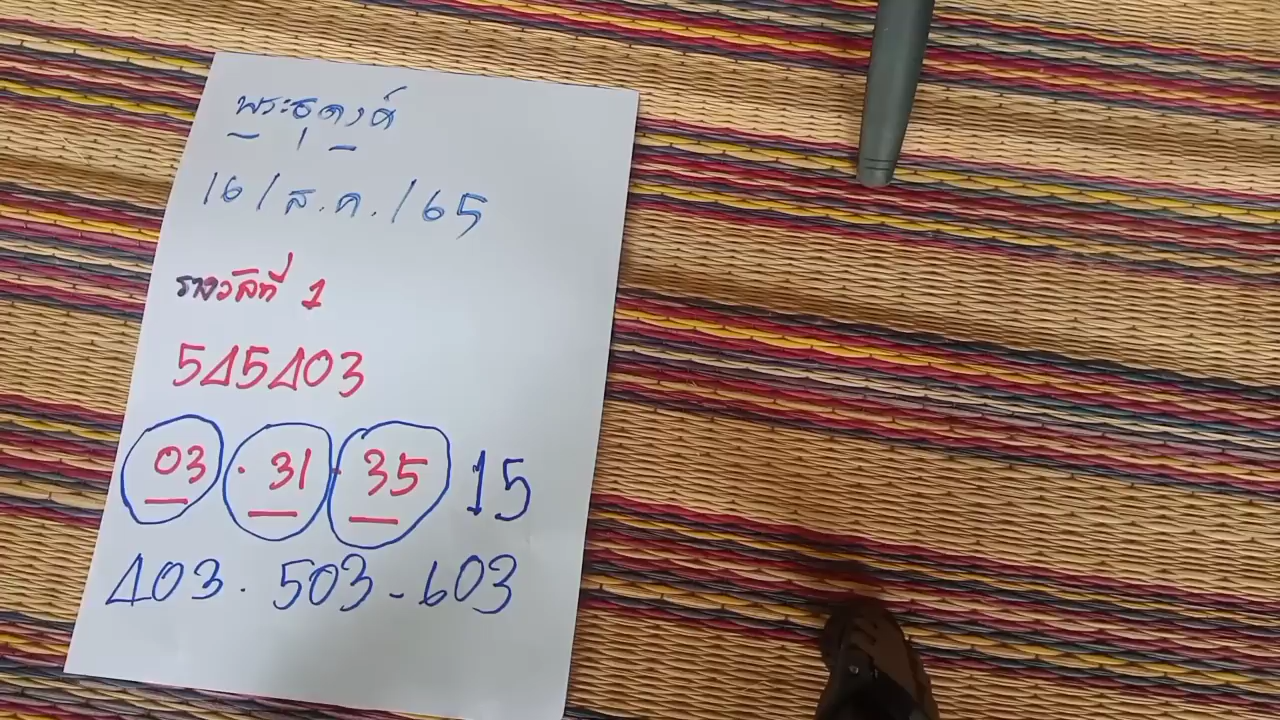 พระธุดงค์
16/ส.ค./65
รางวัลที่ 1
545403
03 · 31 · 35 15
403 · 503 - 603